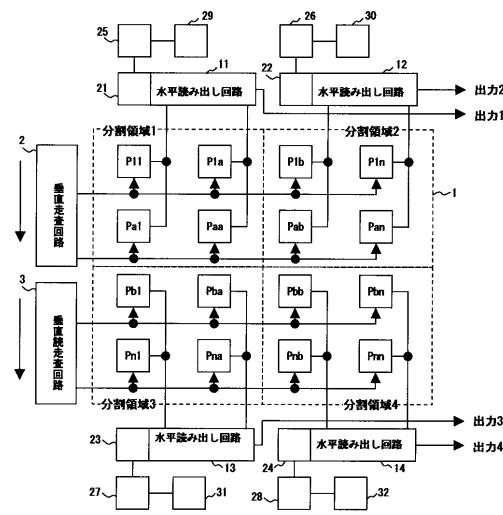 29
30
25
26
11
12
21
水平読み出し回路
22
水平読み出し回路
出力2
出力1
分割領域1
分割領域2
2
垂直走査回路
P11
P1a
P1b
P1n
1
Pa1
Paa
Pab
Pan
3
垂直読走査回路
Pb1
Pba
Pbb
Pbn
Pn1
Pna
Pnb
Pnn
分割領域3
分割領域4
出力3
23
水平読み出し回路
水平読み出し回路
出力4
13
24
14
27
31
28
32